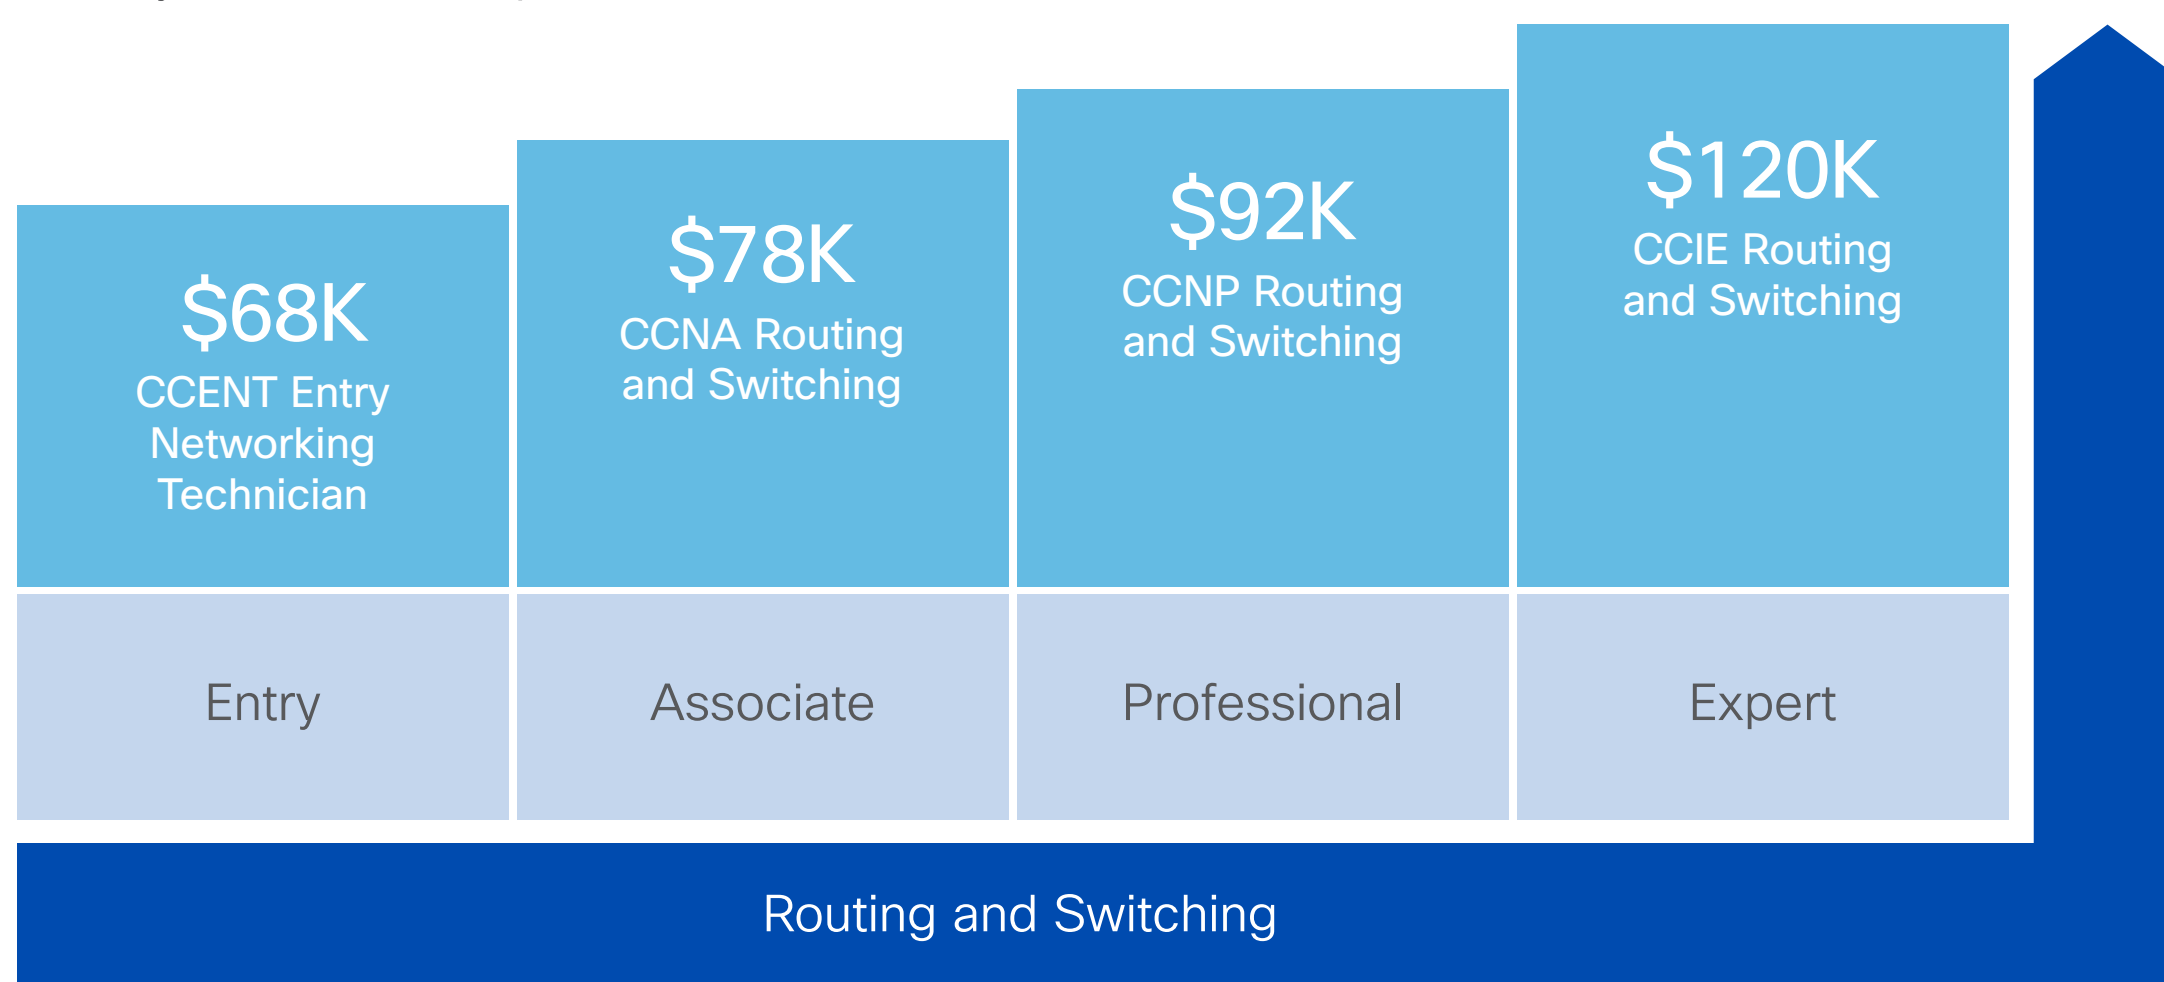 $68K
CCENT Entry
Networking
Technician
Entry
$78K
CCNA Routing
and Switching
Associate
$92K
CCNP Routing
and Switching
Professional
$120K
CCIE Routing
and Switching
Expert
Routing and Switching